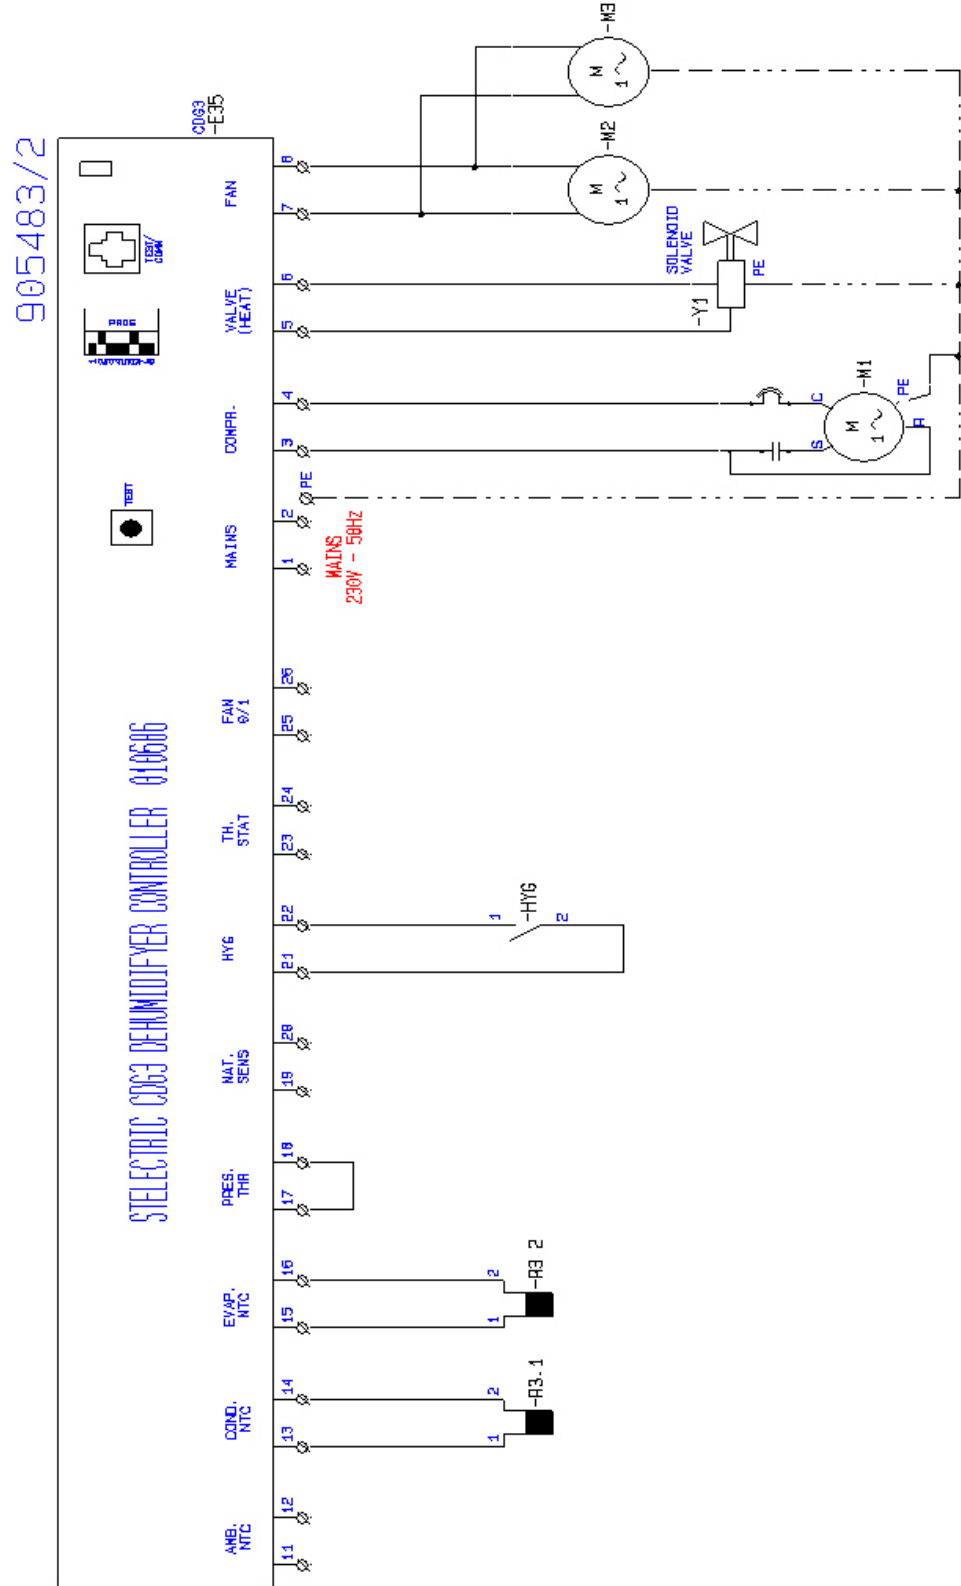 905483/2
CDG3
-E35
STELECTRIC CDG3 DEHUMIDIFYER CONTROLLER 010606
TEST/
COMM
PROG
TEST
AMB.
NTC
11
12
COND.
NTC
13
14
1
2
-R3.1
EVAP.
NTC
15
16
1
2
-R3 2
PRES.
THR
17
18
NAT.
SENS
19
20
HYG
21
22
1
-HYG
2
TH.
STAT
23
24
FAN
0/1
25
26
MAINS
1
2
MAINS
230V - 50Hz
PE
COMPR.
3
4
S
C
R
PE
M
1
-M1
VALVE
(HEAT)
5
6
-Y1
SOLENOID
VALVE
PE
FAN
7
8
M
1
-M2
M
1
-M3